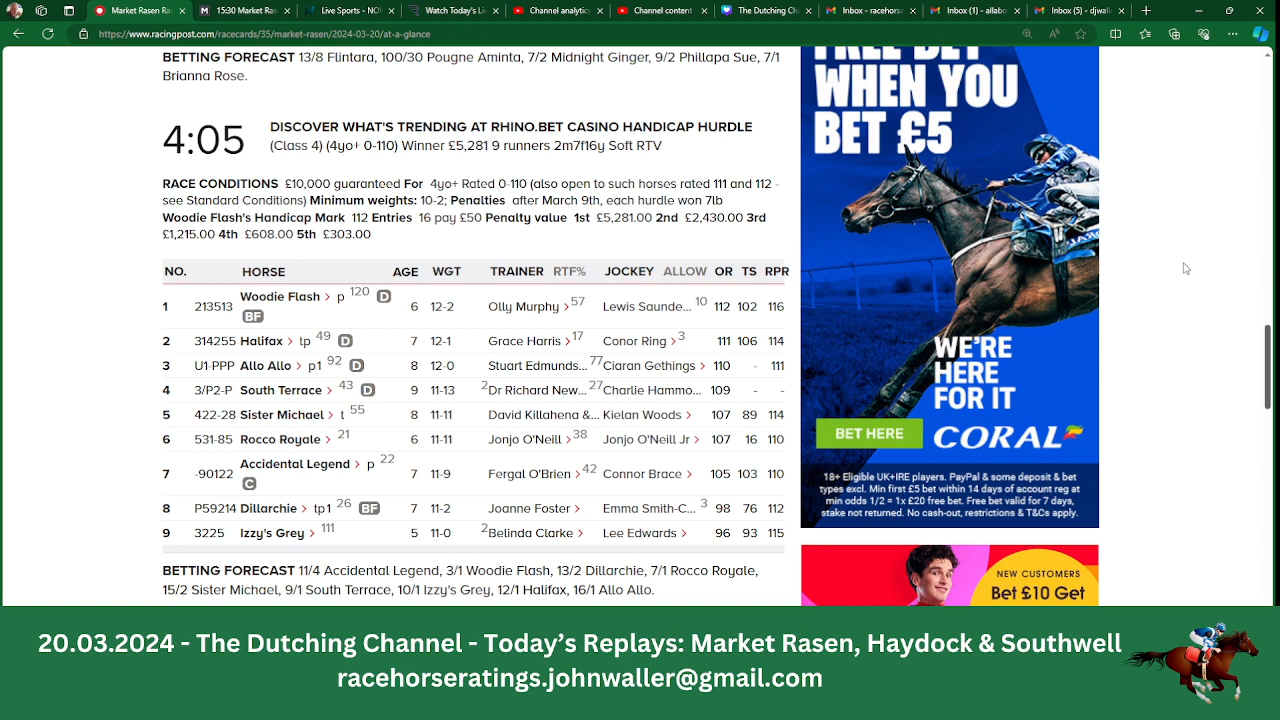 Market Rasen Ra
15:30 Market Ra
Live Sports - NO
Watch Today's Li
Channel analytic
Channel content
The Dutching Ch
Inbox - racehors
Inbox (1) - allabo
Inbox (5) - djwall
https://www.racingpost.com/racecards/35/market-rasen/2024-03-20/at-a-glance
BETTING FORECAST 13/8 Flintara, 100/30 Pougne Aminta, 7/2 Midnight Ginger, 9/2 Phillapa Sue, 7/1
Brianna Rose.
4:05 DISCOVER WHAT'S TRENDING AT RHINO.BET CASINO HANDICAP HURDLE
(Class 4) (4yo+ 0-110) Winner £5,281 9 runners 2m7f16y Soft RTV
RACE CONDITIONS £10,000 guaranteed For 4yo+ Rated 0-110 (also open to such horses rated 111 and 112 -
see Standard Conditions) Minimum weights: 10-2; Penalties after March 9th, each hurdle won 7lb
Woodie Flash's Handicap Mark 112 Entries 16 pay £50 Penalty value 1st £5,281.00 2nd £2,430.00 3rd
£1,215.00 4th £608.00 5th £303.00
NO. HORSE AGE WGT TRAINER RTF% JOCKEY ALLOW OR TS RPR
1 213513 Woodie Flash > p 120 D BF 6 12-2 Olly Murphy > 57 Lewis Saunde... 10 112 102 116
2 314255 Halifax > tp 49 D 7 12-1 Grace Harris > 17 Conor Ring > 3 111 106 114
3 U1-PPP Allo Allo > p1 92 D 8 12-0 Stuart Edmunds... 77 Ciaran Gethings > 110 - 111
4 3/P2-P South Terrace > 43 D 9 11-13 2 Dr Richard New... 27 Charlie Hammo... 109 - -
5 422-28 Sister Michael > t 55 8 11-11 David Killahena &... Kielan Woods > 107 89 114
6 531-85 Rocco Royale > 21 6 11-11 Jonjo O'Neill > 38 Jonjo O'Neill Jr > 107 16 110
7 -90122 Accidental Legend > p 22 C 7 11-9 Fergal O'Brien > 42 Connor Brace > 105 103 110
8 P59214 Dillarchie > tp1 26 BF 7 11-2 Joanne Foster > Emma Smith-C... 3 98 76 112
9 3225 Izzy's Grey > 111 5 11-0 2 Belinda Clarke > Lee Edwards > 96 93 115
BETTING FORECAST 11/4 Accidental Legend, 3/1 Woodie Flash, 13/2 Dillarchie, 7/1 Rocco Royale,
15/2 Sister Michael, 9/1 South Terrace, 10/1 Izzy's Grey, 12/1 Halifax, 16/1 Allo Allo.
FREE BET
WHEN YOU
BET £5
WE'RE
HERE
FOR IT
BET HERE
CORAL
18+ Eligible UK+IRE players. PayPal & some deposit & bet
types excl. Min first £5 bet within 14 days of account reg at
min odds 1/2 = 1x £20 free bet. Free bet valid for 7 days,
stake not returned. No cash-out, restrictions & T&Cs apply.
NEW CUSTOMERS
Bet £10 Get
20.03.2024 - The Dutching Channel - Today's Replays: Market Rasen, Haydock & Southwell
racehorseratings.johnwaller@gmail.com